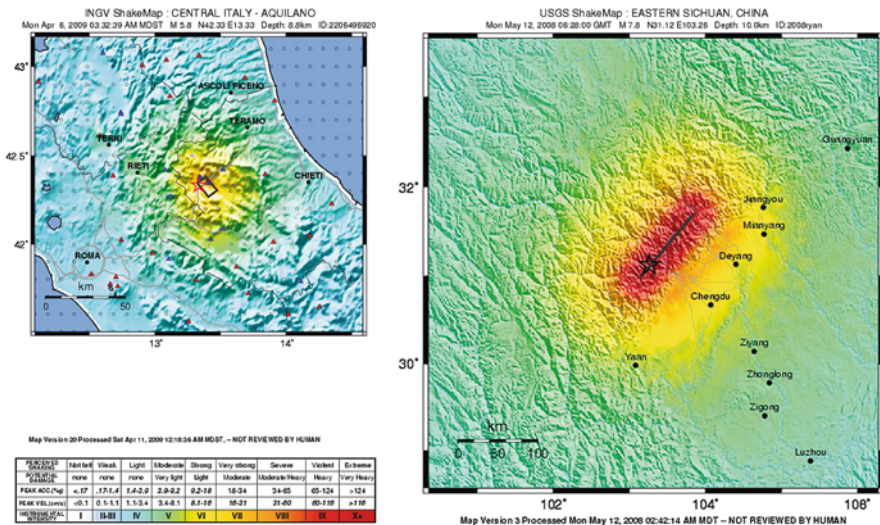 INGV ShakeMap : CENTRAL ITALY - AQUILANO
Mon Apr 6, 2009 03:32:39 AM MDST M 5.8 N42.33 E13.33 Depth: 8.8km ID:2206496920
43°
42.5°
42°
13°
14°
ASCOLI PICENO
TERAMO
TERNI
RIETI
CHIETI
ROMA
km
0 50
Map Version 20 Processed Sat Apr 11, 2009 12:18:36 AM MDST, -- NOT REVIEWED BY HUMAN
PERCEIVED SHAKING Not felt Weak Light Moderate Strong Very strong Severe Violent Extreme
POTENTIAL DAMAGE none none none Very light Light Moderate Moderate/Heavy Heavy Very Heavy
PEAK ACC.(%g) <.17 .17-1.4 1.4-3.9 3.9-9.2 9.2-18 18-34 34-65 65-124 >124
PEAK VEL.(cm/s) <0.1 0.1-1.1 1.1-3.4 3.4-8.1 8.1-16 16-31 31-60 60-116 >116
INSTRUMENTAL INTENSITY I II-III IV V VI VII VIII IX X+
USGS ShakeMap : EASTERN SICHUAN, CHINA
Mon May 12, 2008 06:28:00 GMT M 7.8 N31.12 E103.26 Depth: 10.0km ID:2008ryan
32°
30°
102°
104°
106°
Guangyuan
Jiangyou
Mianyang
Deyang
Chengdu
Ziyang
Yaan
Zhonglong
Zigong
Luzhou
km
0 50 100
Map Version 3 Processed Mon May 12, 2008 02:42:14 AM MDT -- NOT REVIEWED BY HUMAN